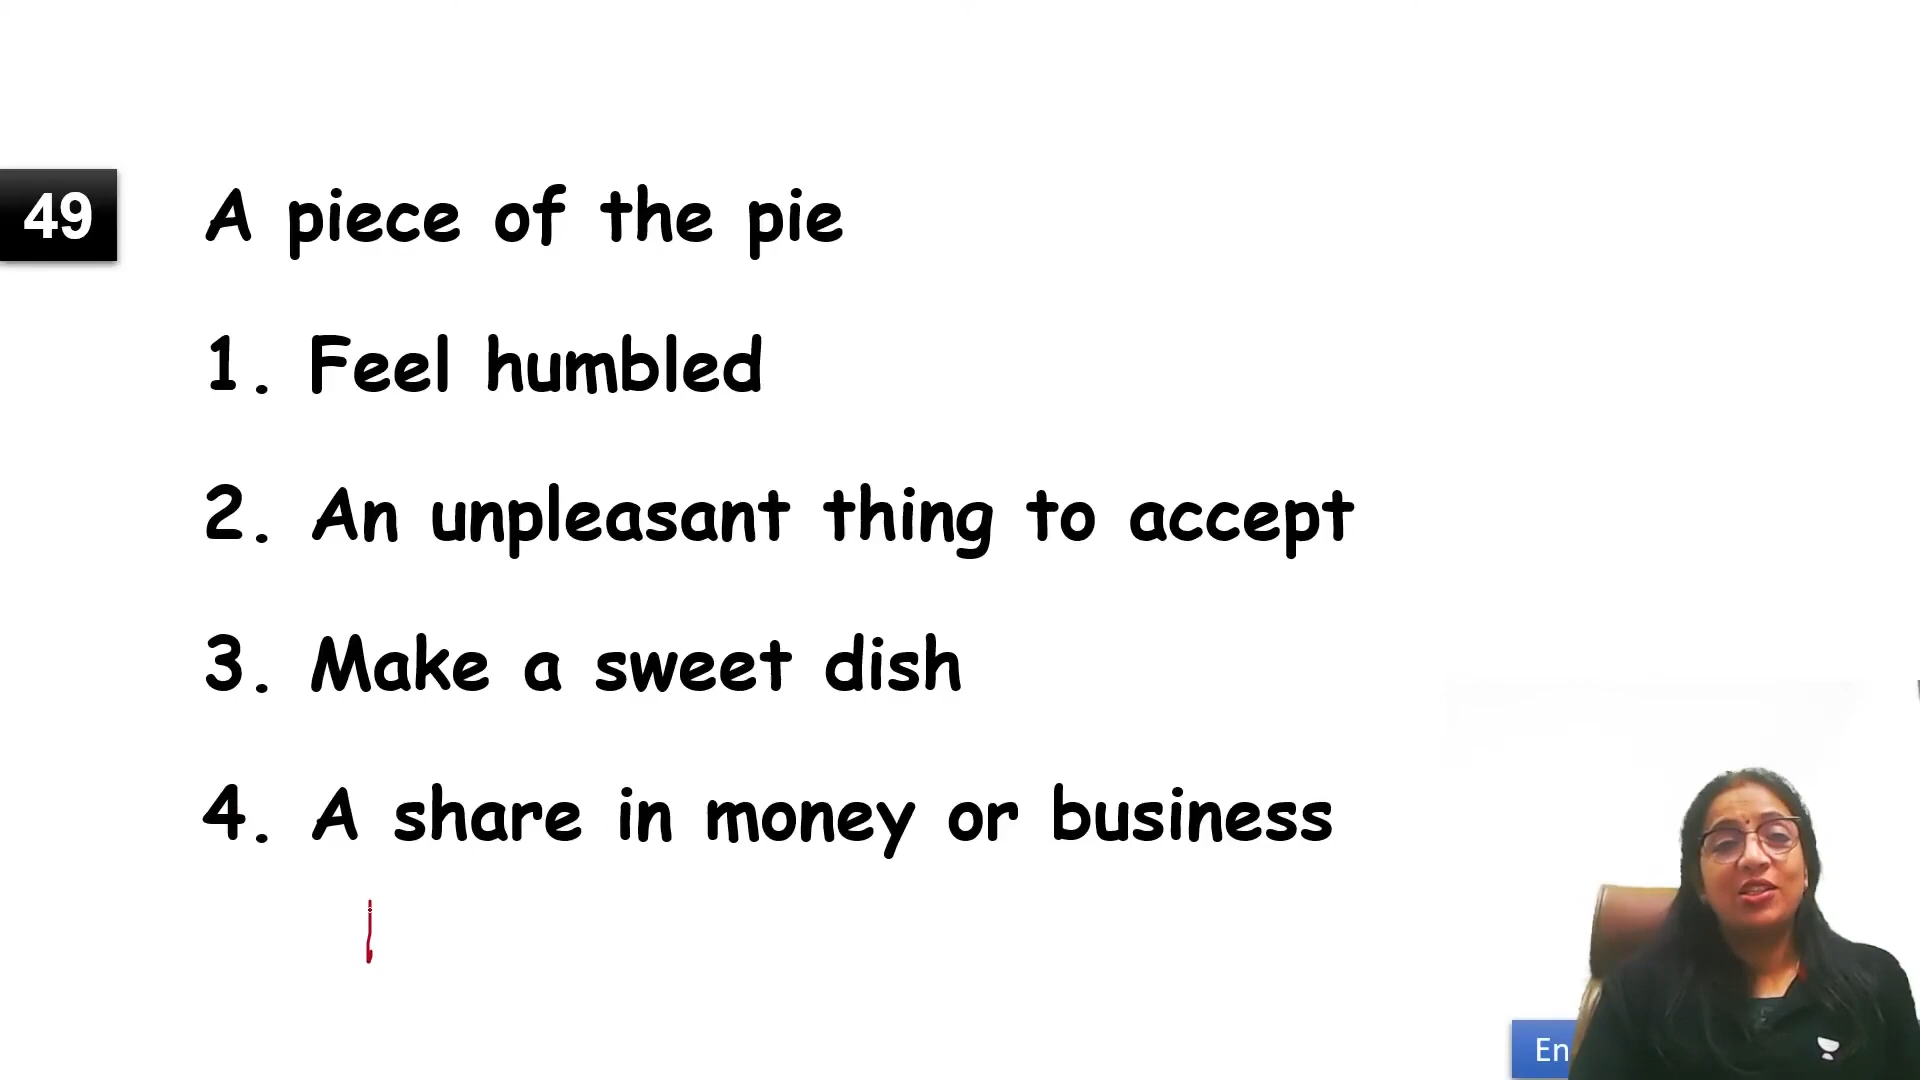 49
A piece of the pie
1. Feel humbled
2. An unpleasant thing to accept
3. Make a sweet dish
4. A share in money or business
En